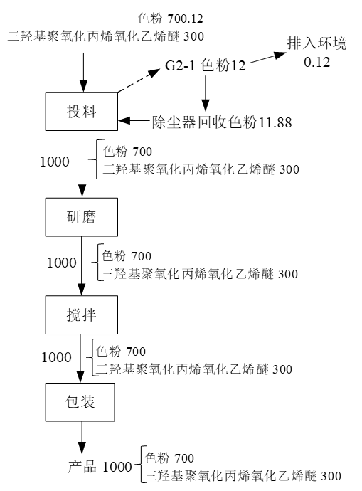 色粉 700.12
二羟基聚氧化丙烯氧化乙烯醚 300
排入环境
0.12
G2-1 色粉12
投料
除尘器回收色粉11.88
1000
色粉 700
二羟基聚氧化丙烯氧化乙烯醚 300
研磨
1000
色粉 700
三羟基聚氧化丙烯氧化乙烯醚 300
搅拌
1000
色粉 700
二羟基聚氧化丙烯氧化乙烯醚 300
包装
产品 1000
色粉 700
三羟基聚氧化丙烯氧化乙烯醚 300